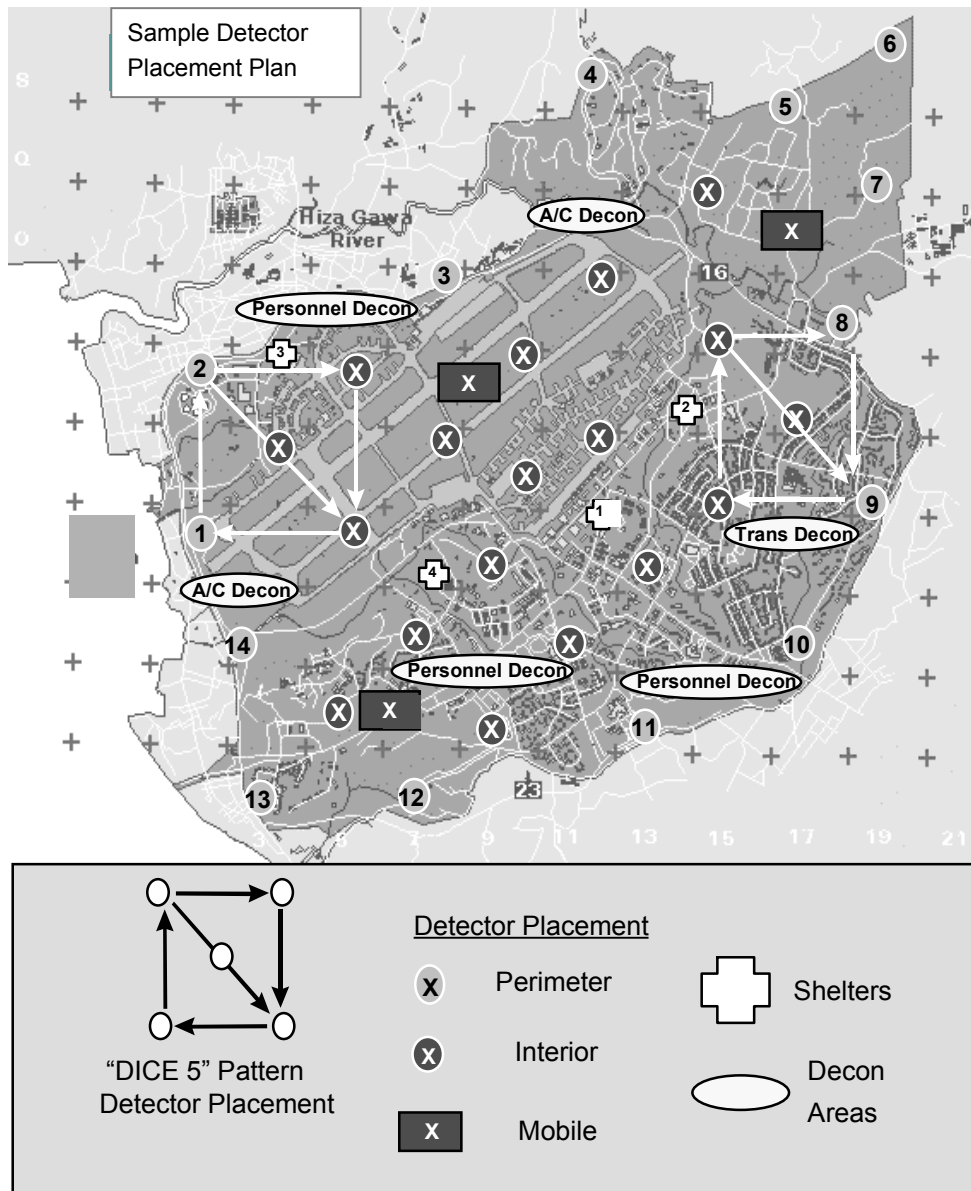 Sample Detector
Placement Plan
S
Q
O
Hiza Gawa
River
4
5
6
7
X
X
A/C Decon
3
16
X
8
Personnel Decon
3
2
X
X
X
X
2
X
X
X
X
X
1
X
9
1
X
Trans Decon
4
X
X
A/C Decon
14
X
X
10
Personnel Decon
Personnel Decon
X
X
X
11
13
12
23
3
5
7
9
11
13
15
17
19
21
"DICE 5" Pattern
Detector Placement
Detector Placement
X Perimeter
X Interior
X Mobile
Shelters
Decon
Areas